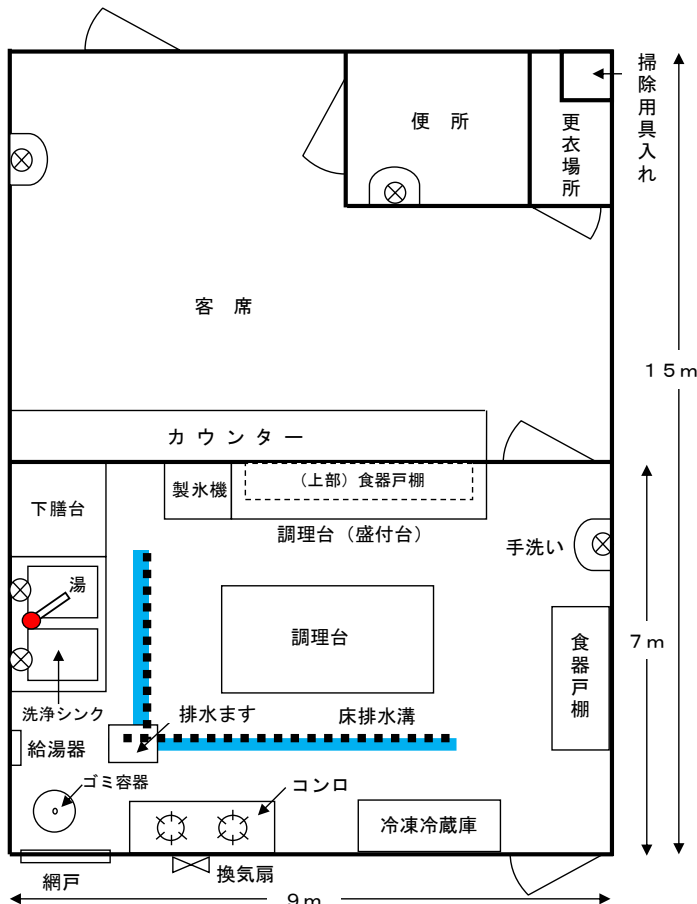 掃除用具入れ
便 所
更衣場所
客 席
15m
カウンター
製氷機
(上部)食器戸棚
下膳台
調理台(盛付台)
手洗い
湯
調理台
食器戸棚
7m
洗浄シンク
排水ます
床排水溝
給湯器
ゴミ容器
コンロ
冷凍冷蔵庫
網戸
換気扇
9m